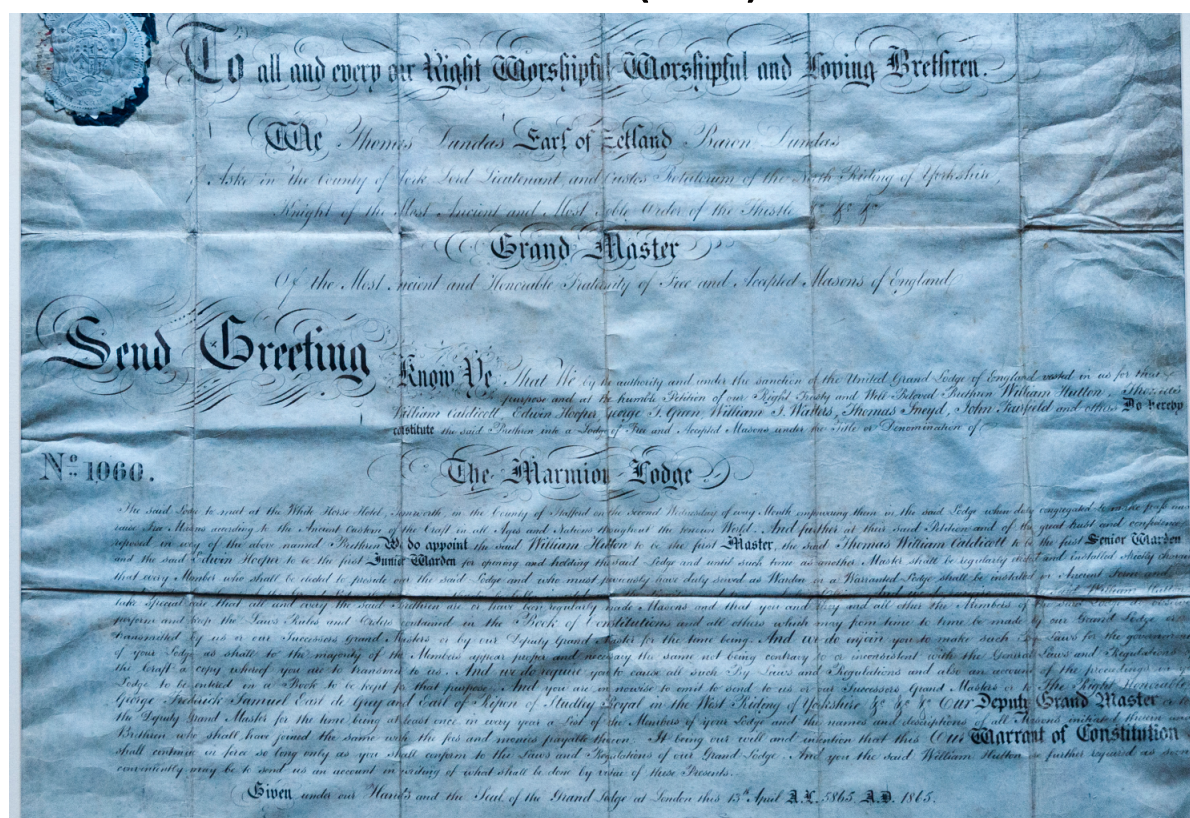 To all and every our Right Worshipful Worshipful and Loving Brethren.
We Thomas Dundas Earl of Zetland Baron Dundas
of Aske in the County of York Lord Lieutenant and Custos Rotulorum of the North Riding of Yorkshire,
Knight of the Most Ancient and Most Noble Order of the Thistle &c &c &c
Grand Master
Of the Most Ancient and Honorable Fraternity of Free and Accepted Masons of England,
Send Greeting
Know Ye That We by the authority and under the sanction of the United Grand Lodge of England vested in us for that
purpose and at the humble Petition of our Right Trusty and Well Beloved Brethren William Hutton, Thomas
William Caldicott, Edwin Hooper, George T. Green, William S. Walters, Thomas Sneyd, John Fairfield and others Do hereby
constitute the said Brethren into a Lodge of Free and Accepted Masons under the Title or Denomination of
No. 1060.
The Marmion Lodge
The said Lodge to meet at the White Horse Hotel, Tamworth, in the County of Stafford on the Second Wednesday of every Month empowering them in the said Lodge when duly congregated to
raise Free Masons according to the Ancient Custom of the Craft in all Ages and Nations throughout the known World. And further at their said Petition and of the great trust and confidence
reposed in every of the above named Brethren We do appoint the said William Hutton to be the first Master, the said Thomas William Caldicott to be the first Senior Warden
and the said Edwin Hooper to be the first Junior Warden for opening and holding the said Lodge and until such time as another Master shall be regularly elected and installed strictly
that every Member who shall be elected to preside over the said Lodge and who must previously have duly served as Warden in a Warranted Lodge shall be installed in Ancient Form and
take special care that all and every the said Brethren are or have been regularly made Masons and that you and they and all other the Members of the said Lodge do
perform and keep the Laws Rules and Orders contained in the Book of Constitutions and all others which may from time to time be made by our Grand Lodge or
transmitted by us or our Successors Grand Masters or by our Deputy Grand Master for the time being. And we do enjoin you to make such Bye Laws for the government
of your Lodge as shall to the majority of the Members appear proper and necessary the same not being contrary to or inconsistent with the General Laws and Regulations of
the Craft a copy whereof you are to transmit to us. And we do require you to cause all such Bye Laws and Regulations and also an account of the proceedings in your
Lodge to be entered in a Book to be kept for that purpose. And you are in nowise to omit to send to us or our Successors Grand Masters or to The Right Honorable
George Frederick Samuel Earl de Grey and Earl of Ripon of Studley Royal in the West Riding of Yorkshire &c &c &c Our Deputy Grand Master
the Deputy Grand Master for the time being at least once in every year a List of the Members of your Lodge and the names and descriptions of all Masons initiated therein and
Brethren who shall have joined the same with the fees and monies payable thereon. It being our will and intention that this Our Warrant of Constitution
shall continue in force so long only as you shall conform to the Laws and Regulations of our Grand Lodge. And you the said William Hutton are further required as soon
conveniently may be to send us an account in writing of what shall be done by virtue of these Presents.
Given under our Hands and the Seal of the Grand Lodge at London this 13th April A.L. 5865, A.D. 1865.